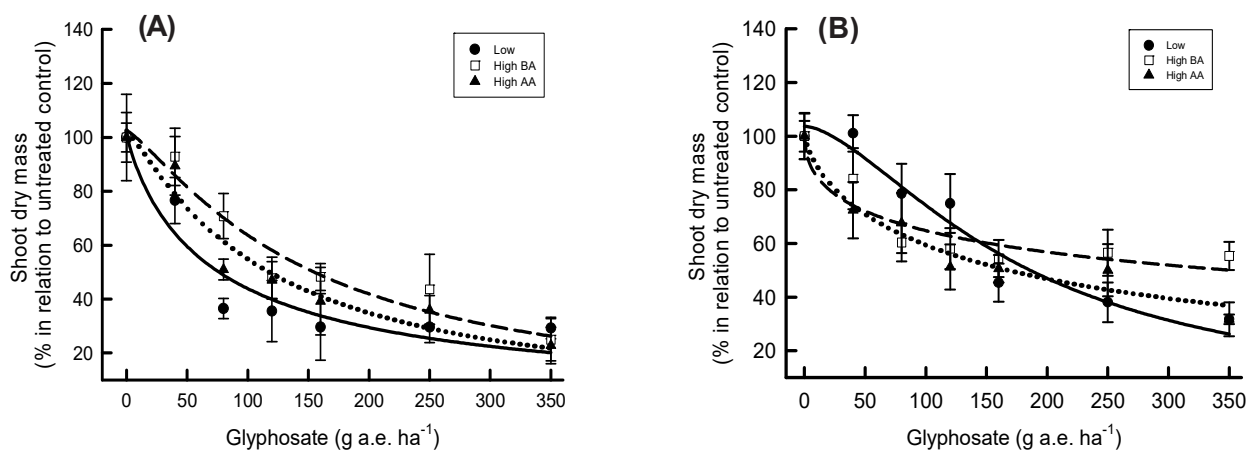 (A)
140
120
100
80
60
40
20
Shoot dry mass
(% in relation to untreated control)
Low
High BA
High AA
0 50 100 150 200 250 300 350
Glyphosate (g a.e. ha⁻¹)
(B)
140
120
100
80
60
40
20
Shoot dry mass
(% in relation to untreated control)
Low
High BA
High AA
0 50 100 150 200 250 300 350
Glyphosate (g a.e. ha⁻¹)